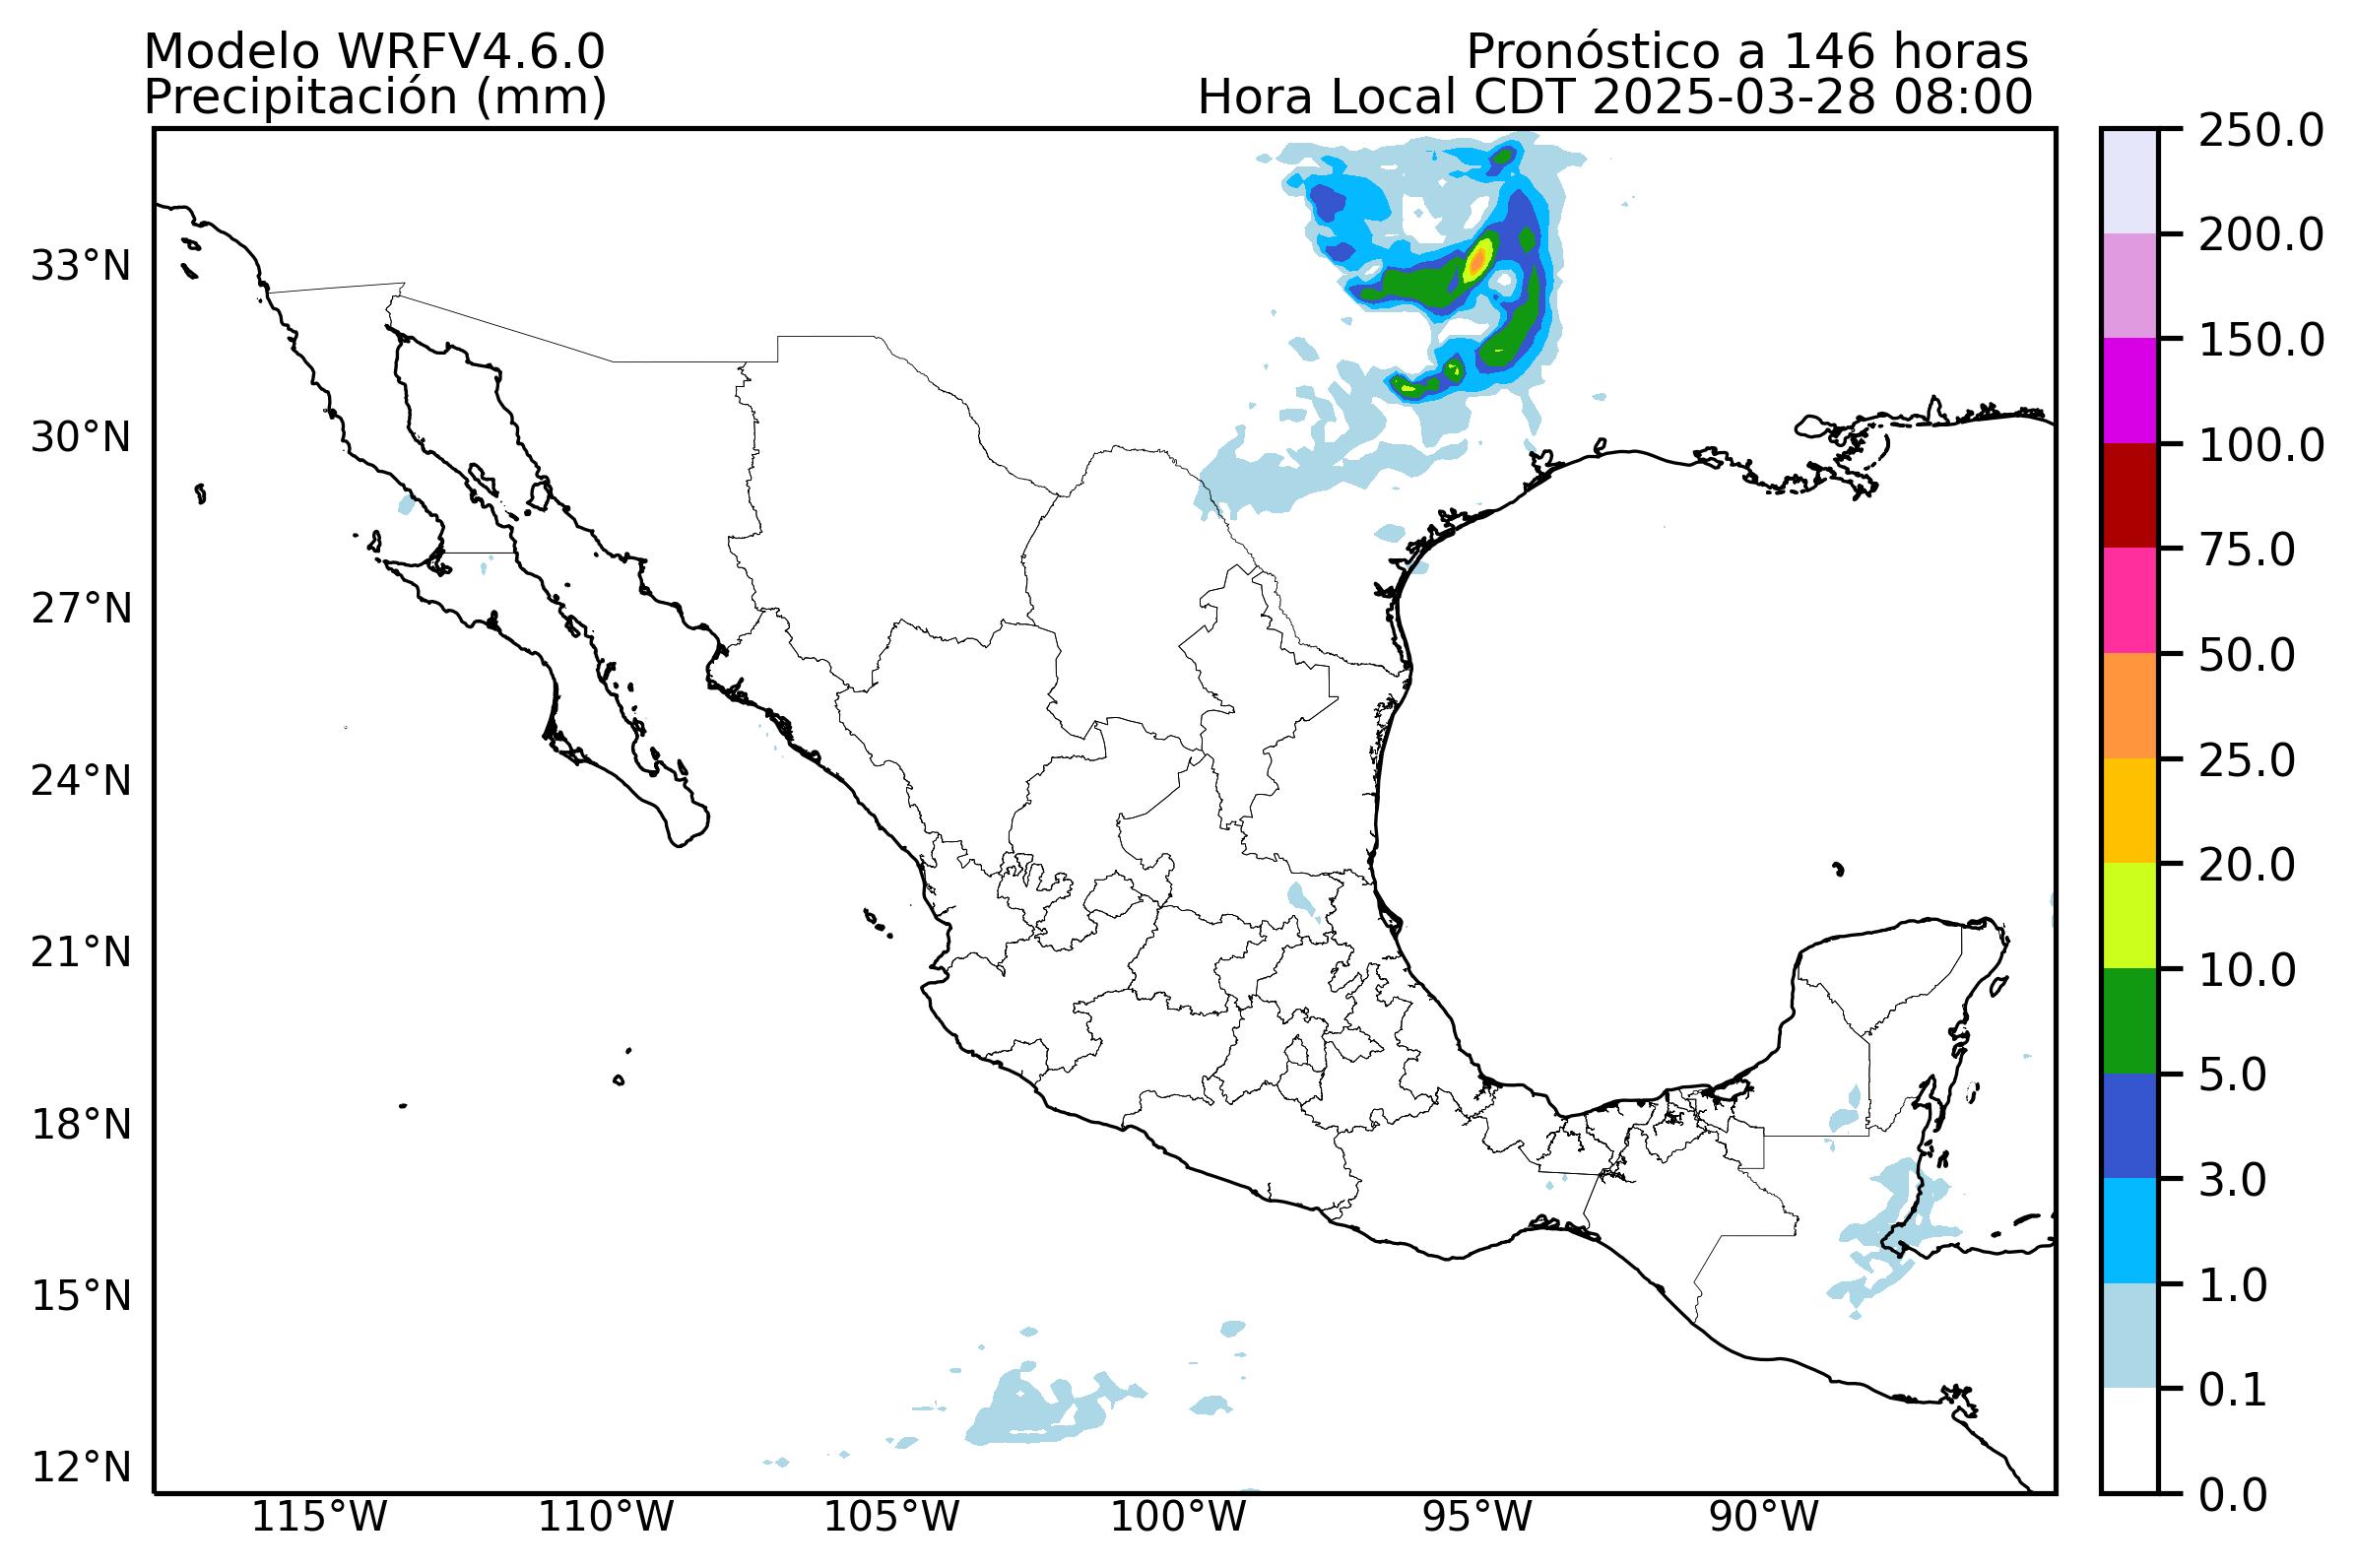 Modelo WRFV4.6.0
Precipitación (mm)
Pronóstico a 146 horas
Hora Local CDT 2025-03-28 08:00
33°N
30°N
27°N
24°N
21°N
18°N
15°N
12°N
115°W
110°W
105°W
100°W
95°W
90°W
250.0
200.0
150.0
100.0
75.0
50.0
25.0
20.0
10.0
5.0
3.0
1.0
0.1
0.0